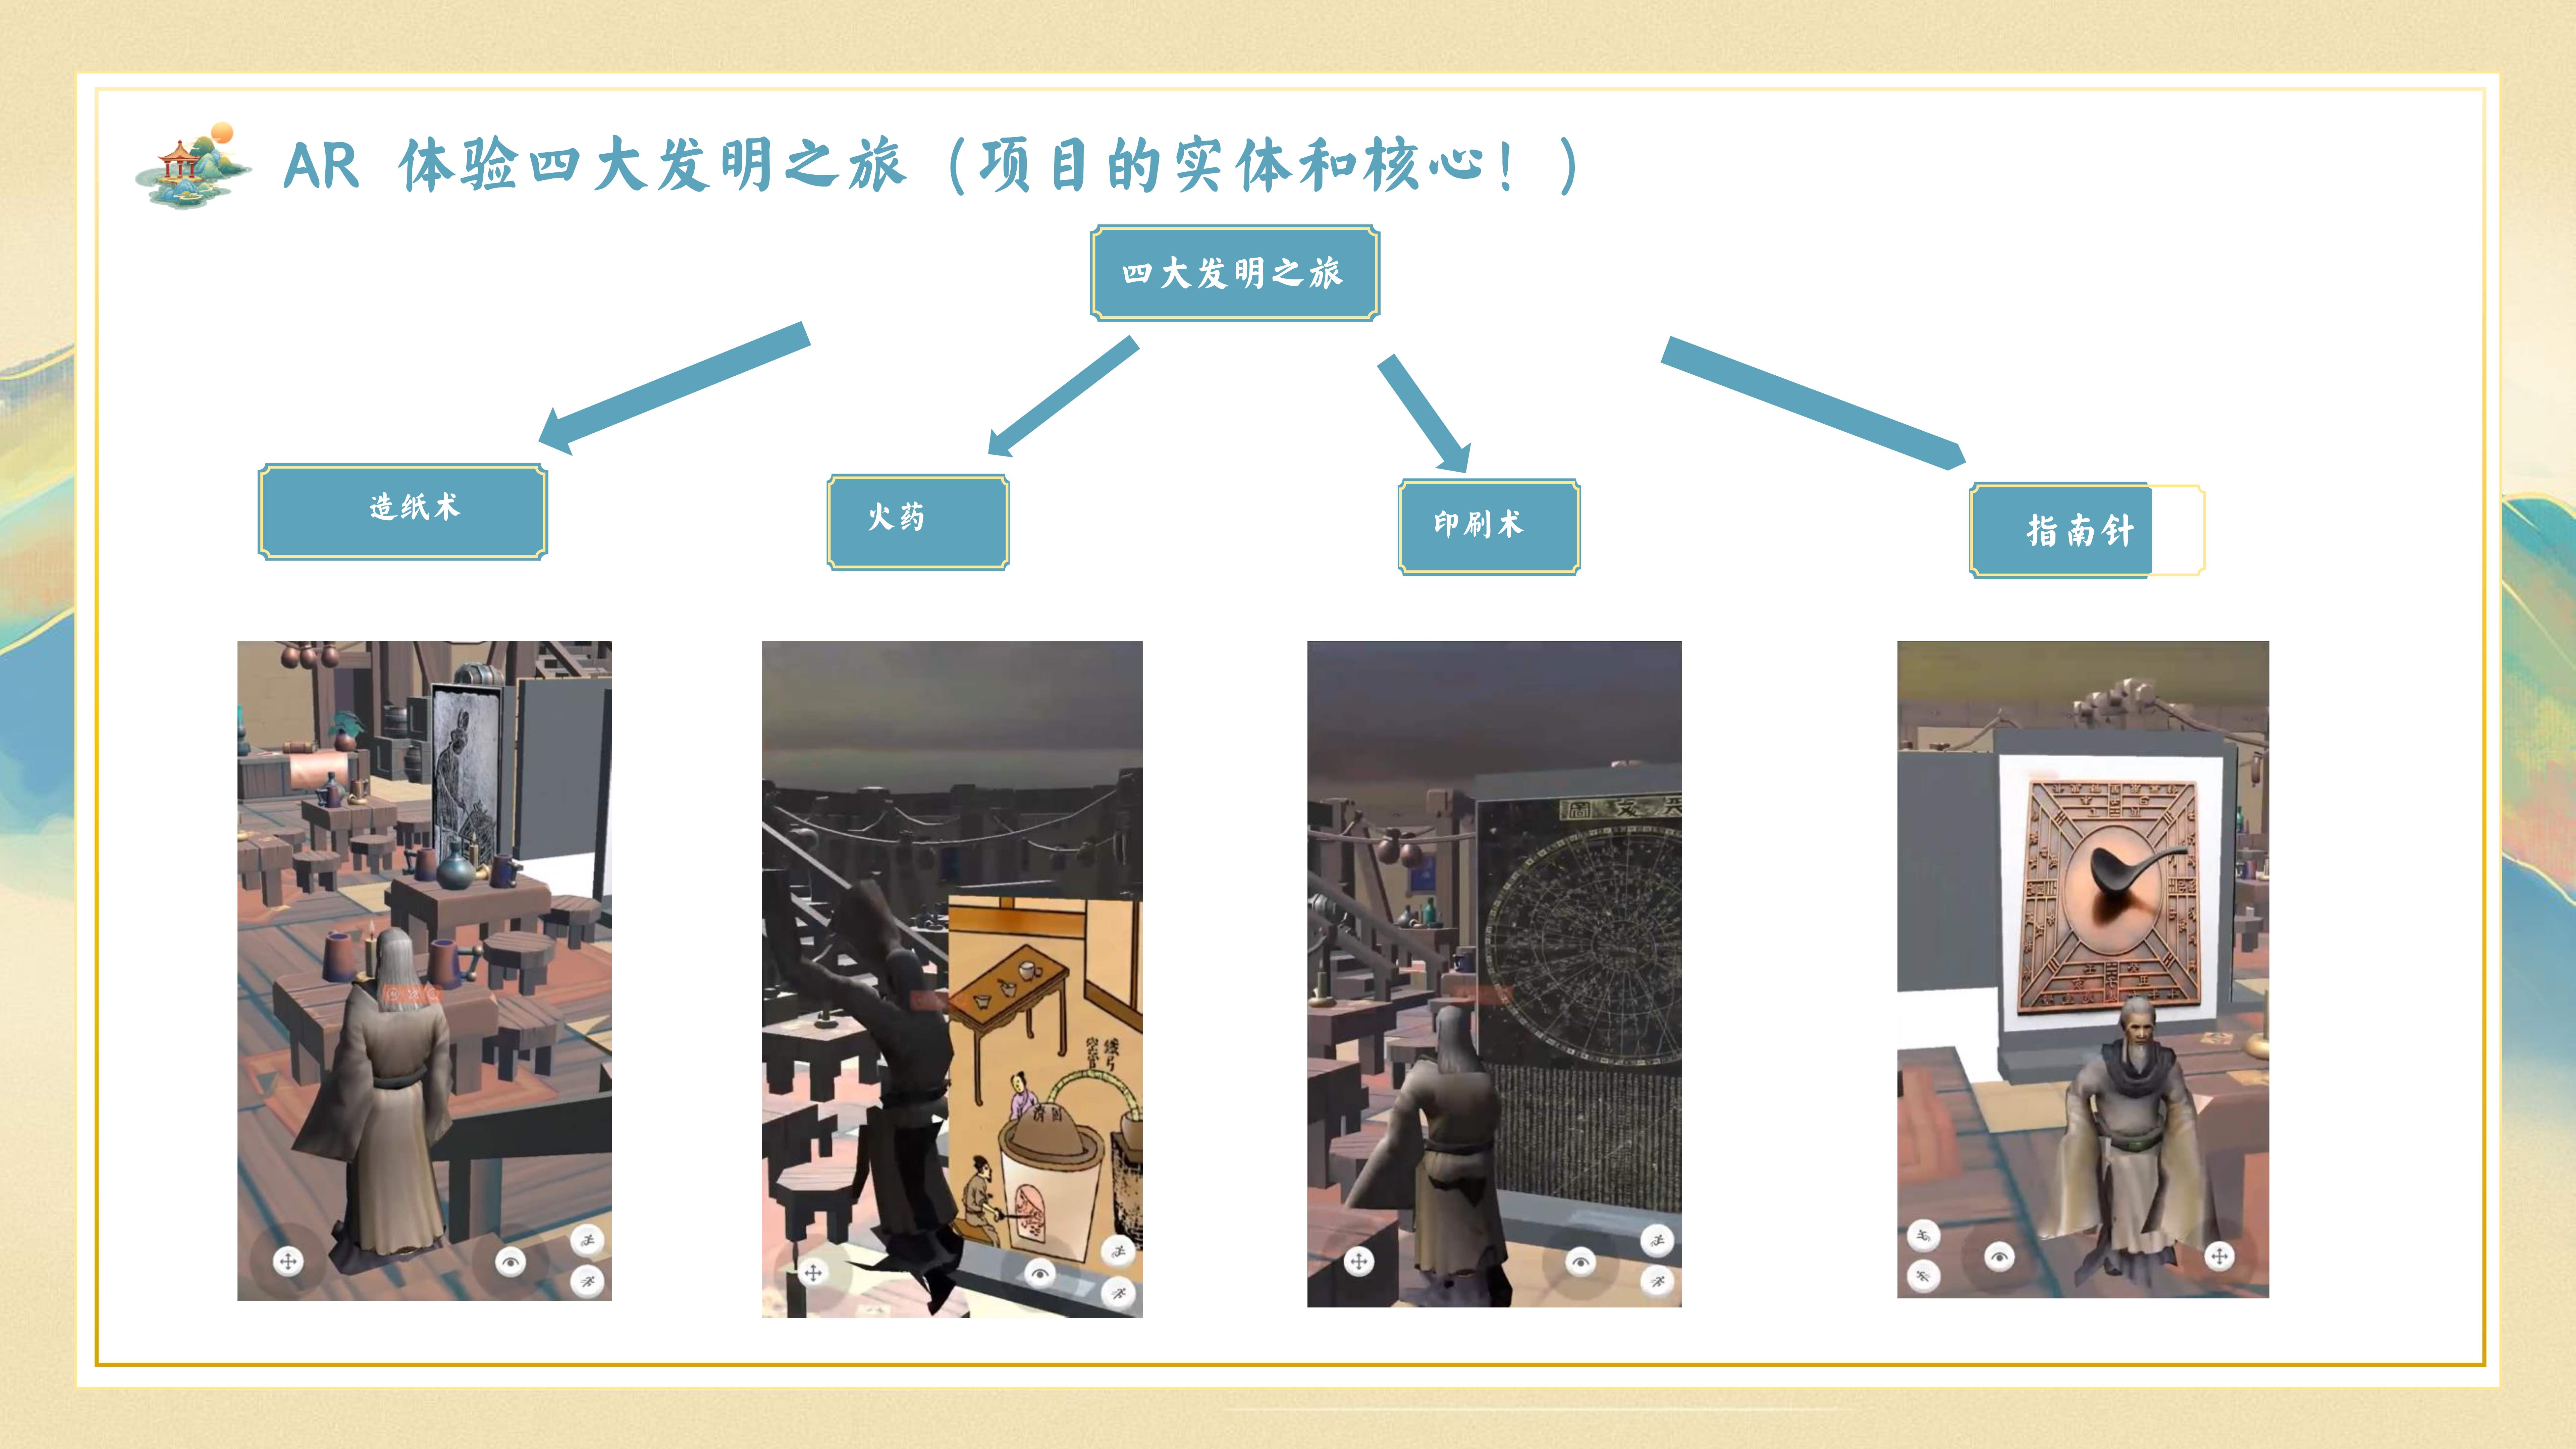 AR 体验四大发明之旅（项目的实体和核心！）
四大发明之旅
造纸术
火药
印刷术
指南针